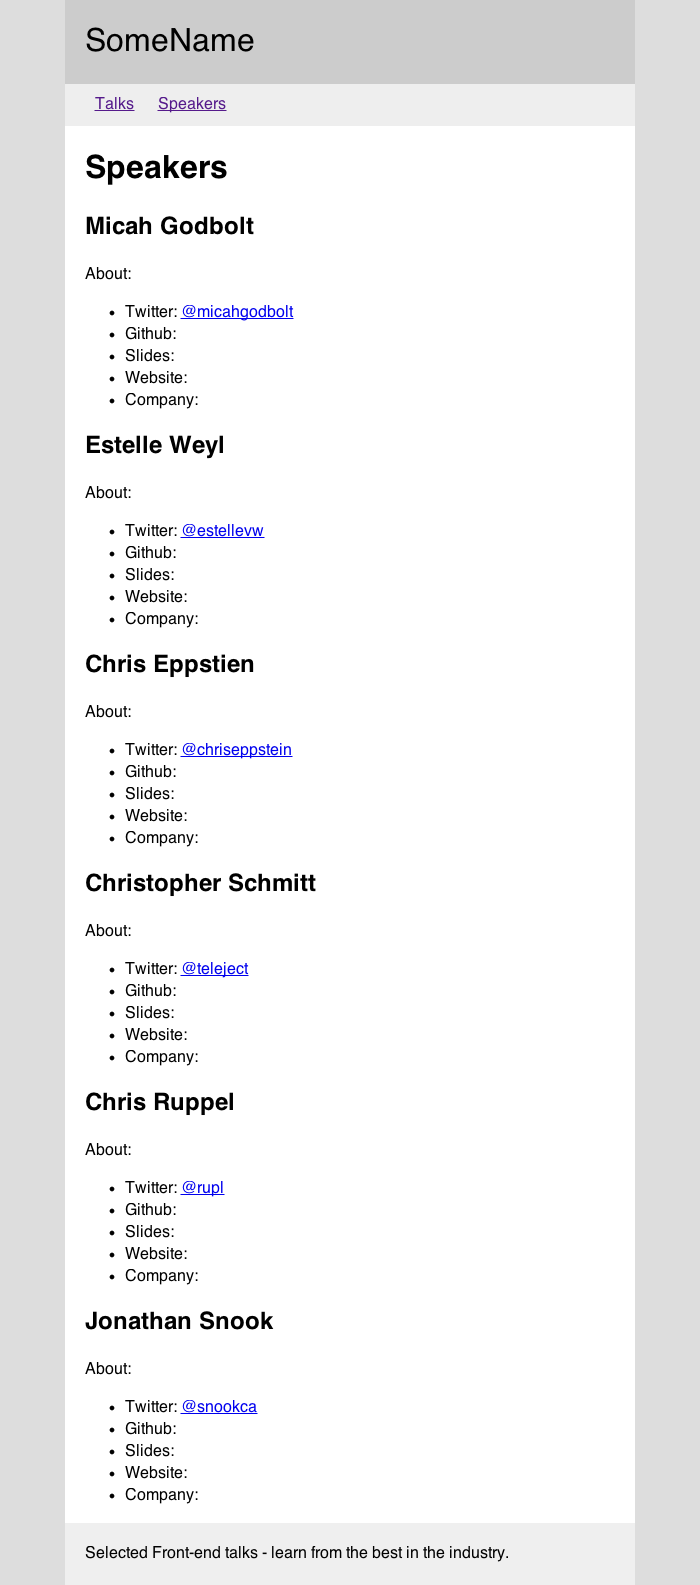 SomeName
Talks Speakers
Speakers
Micah Godbolt
About:
• Twitter: @micahgodbolt
• Github:
• Slides:
• Website:
• Company:
Estelle Weyl
About:
• Twitter: @estellevw
• Github:
• Slides:
• Website:
• Company:
Chris Eppstien
About:
• Twitter: @chriseppstein
• Github:
• Slides:
• Website:
• Company:
Christopher Schmitt
About:
• Twitter: @teleject
• Github:
• Slides:
• Website:
• Company:
Chris Ruppel
About:
• Twitter: @rupl
• Github:
• Slides:
• Website:
• Company:
Jonathan Snook
About:
• Twitter: @snookca
• Github:
• Slides:
• Website:
• Company:
Selected Front-end talks - learn from the best in the industry.